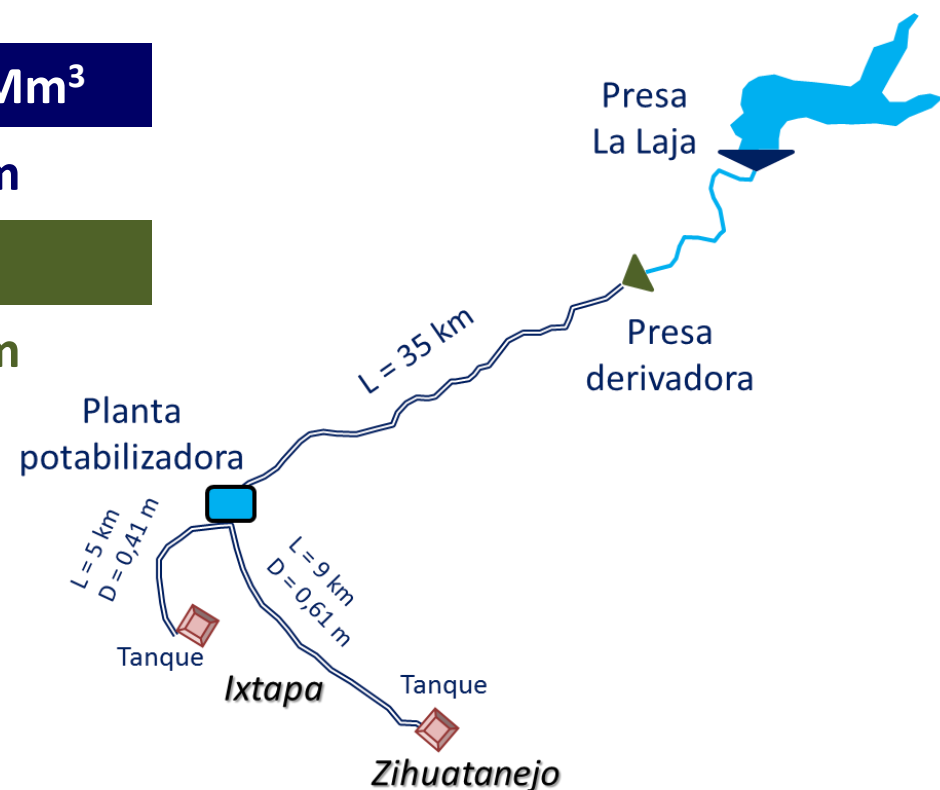 Mm³
m
m
Presa
La Laja
Presa
derivadora
L = 35 km
Planta
potabilizadora
L = 5 km
D = 0,41 m
L = 9 km
D = 0,61 m
Tanque
Ixtapa
Tanque
Zihuatanejo